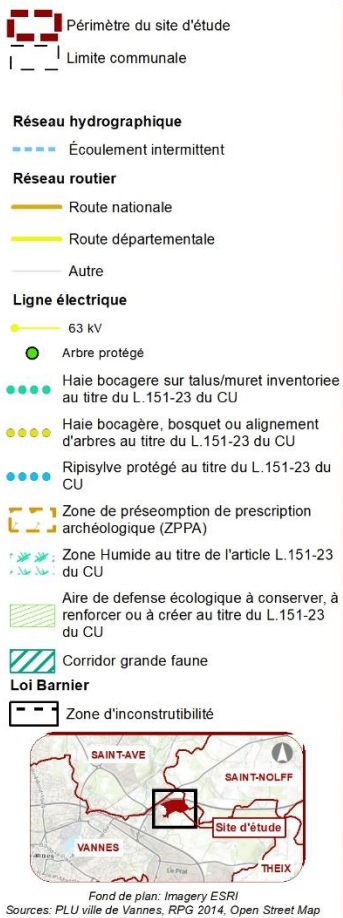 Périmètre du site d'étude
Limite communale
Réseau hydrographique
Écoulement intermittent
Réseau routier
Route nationale
Route départementale
Autre
Ligne électrique
63 kV
Arbre protégé
Haie bocagere sur talus/muret inventoriee
au titre du L.151-23 du CU
Haie bocagère, bosquet ou alignement
d'arbres au titre du L.151-23 du CU
Ripisylve protégé au titre du L.151-23 du
CU
Zone de préseomption de prescription
archéologique (ZPPA)
Zone Humide au titre de l'article L.151-23
du CU
Aire de defense écologique à conserver, à
renforcer ou à créer au titre du L.151-23
du CU
Corridor grande faune
Loi Barnier
Zone d'inconstrutibilité
SAINT-AVE
SAINT-NOLFF
Site d'étude
VANNES
THEIX
Fond de plan: Imagery ESRI
Sources: PLU ville de Vannes, RPG 2014, Open Street Map